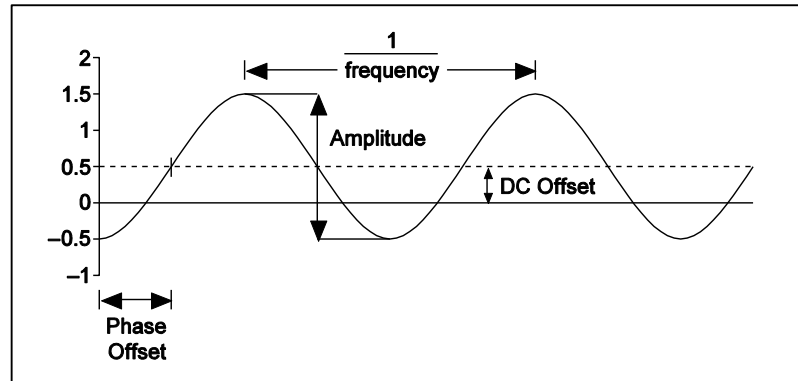 1
frequency
2
1.5
1
0.5
0
–0.5
–1
Amplitude
DC Offset
Phase
Offset